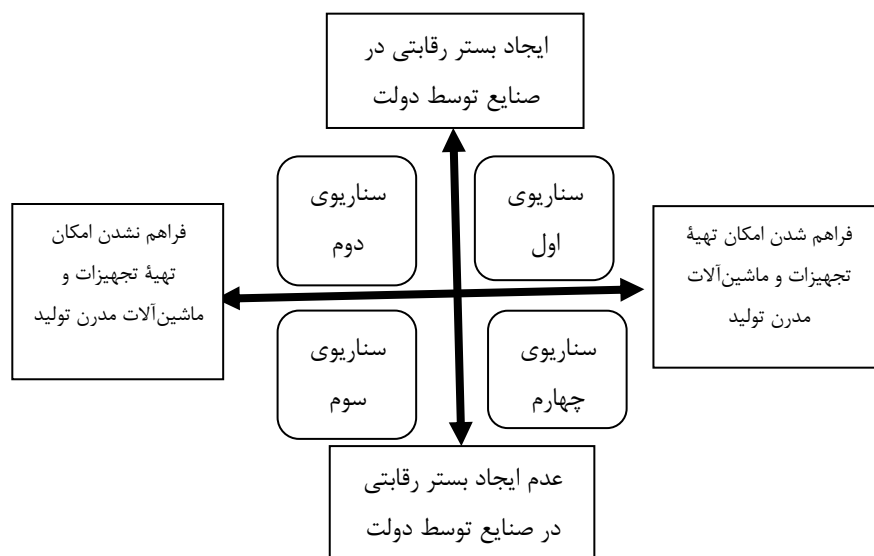 ایجاد بستر رقابتی در
صنایع توسط دولت
سناریوی
اول
سناریوی
دوم
فراهم شدن امکان تهیۀ
تجهیزات و ماشین‌آلات
مدرن تولید
فراهم نشدن امکان
تهیۀ تجهیزات و
ماشین‌آلات مدرن تولید
سناریوی
چهارم
سناریوی
سوم
عدم ایجاد بستر رقابتی
در صنایع توسط دولت